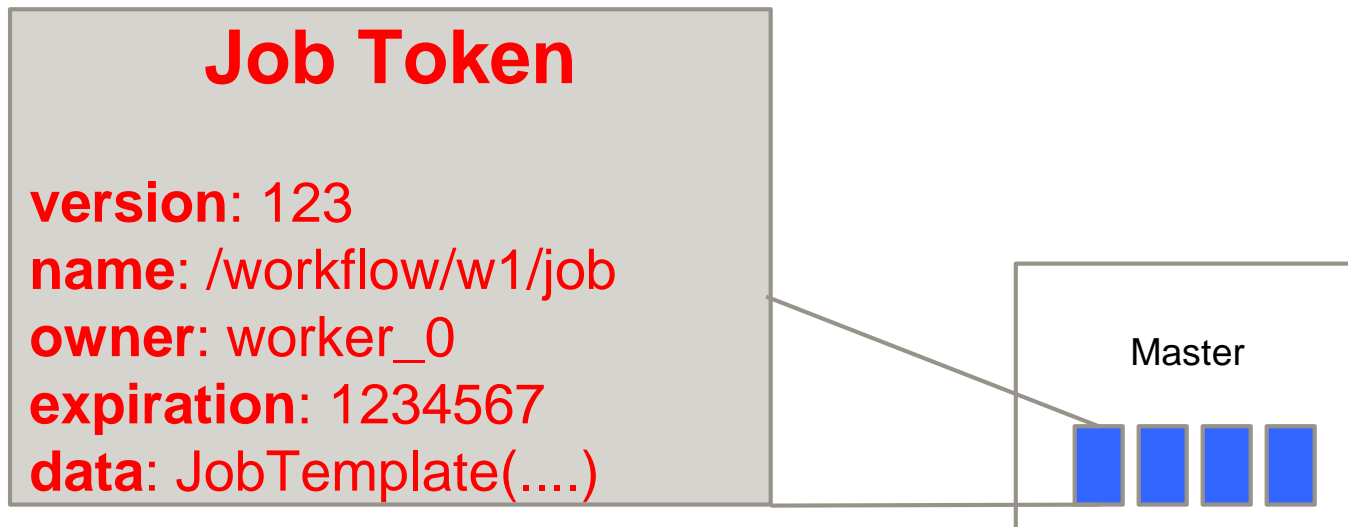 Job Token
version: 123
name: /workflow/w1/job
owner: worker_0
expiration: 1234567
data: JobTemplate(....)
Master